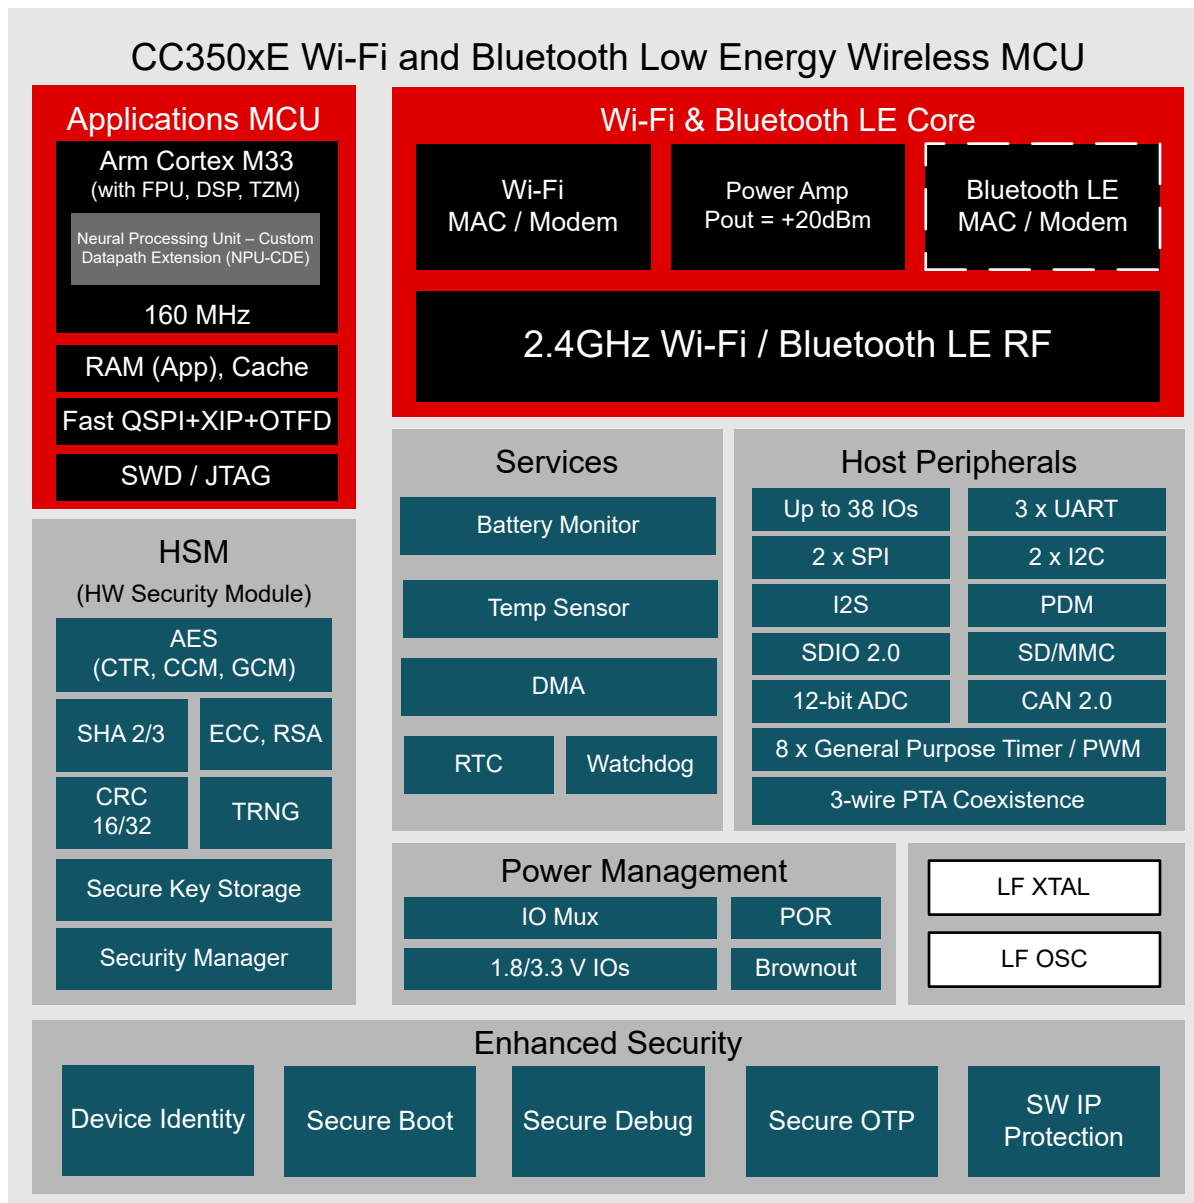 CC350xE Wi-Fi and Bluetooth Low Energy Wireless MCU
Applications MCU
Arm Cortex M33
(with FPU, DSP, TZM)
Neural Processing Unit – Custom
Datapath Extension (NPU-CDE)
160 MHz
RAM (App), Cache
Fast QSPI+XIP+OTFD
SWD / JTAG
Wi-Fi & Bluetooth LE Core
Wi-Fi
MAC / Modem
Power Amp
Pout = +20dBm
Bluetooth LE
MAC / Modem
2.4GHz Wi-Fi / Bluetooth LE RF
HSM
(HW Security Module)
AES
(CTR, CCM, GCM)
SHA 2/3
ECC, RSA
CRC
16/32
TRNG
Secure Key Storage
Security Manager
Services
Battery Monitor
Temp Sensor
DMA
RTC
Watchdog
Host Peripherals
Up to 38 IOs
3 x UART
2 x SPI
2 x I2C
I2S
PDM
SDIO 2.0
SD/MMC
12-bit ADC
CAN 2.0
8 x General Purpose Timer / PWM
3-wire PTA Coexistence
Power Management
IO Mux
POR
1.8/3.3 V IOs
Brownout
LF XTAL
LF OSC
Enhanced Security
Device Identity
Secure Boot
Secure Debug
Secure OTP
SW IP
Protection